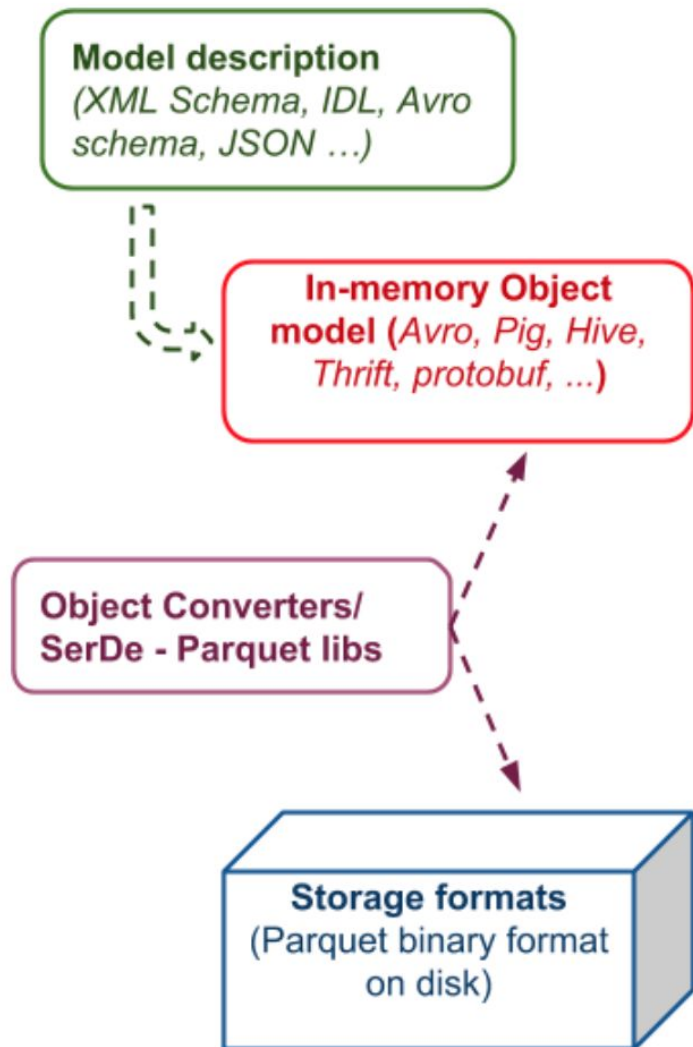 Model description
(XML Schema, IDL, Avro
schema, JSON …)
In-memory Object
model (Avro, Pig, Hive,
Thrift, protobuf, ...)
Object Converters/
SerDe - Parquet libs
Storage formats
(Parquet binary format
on disk)